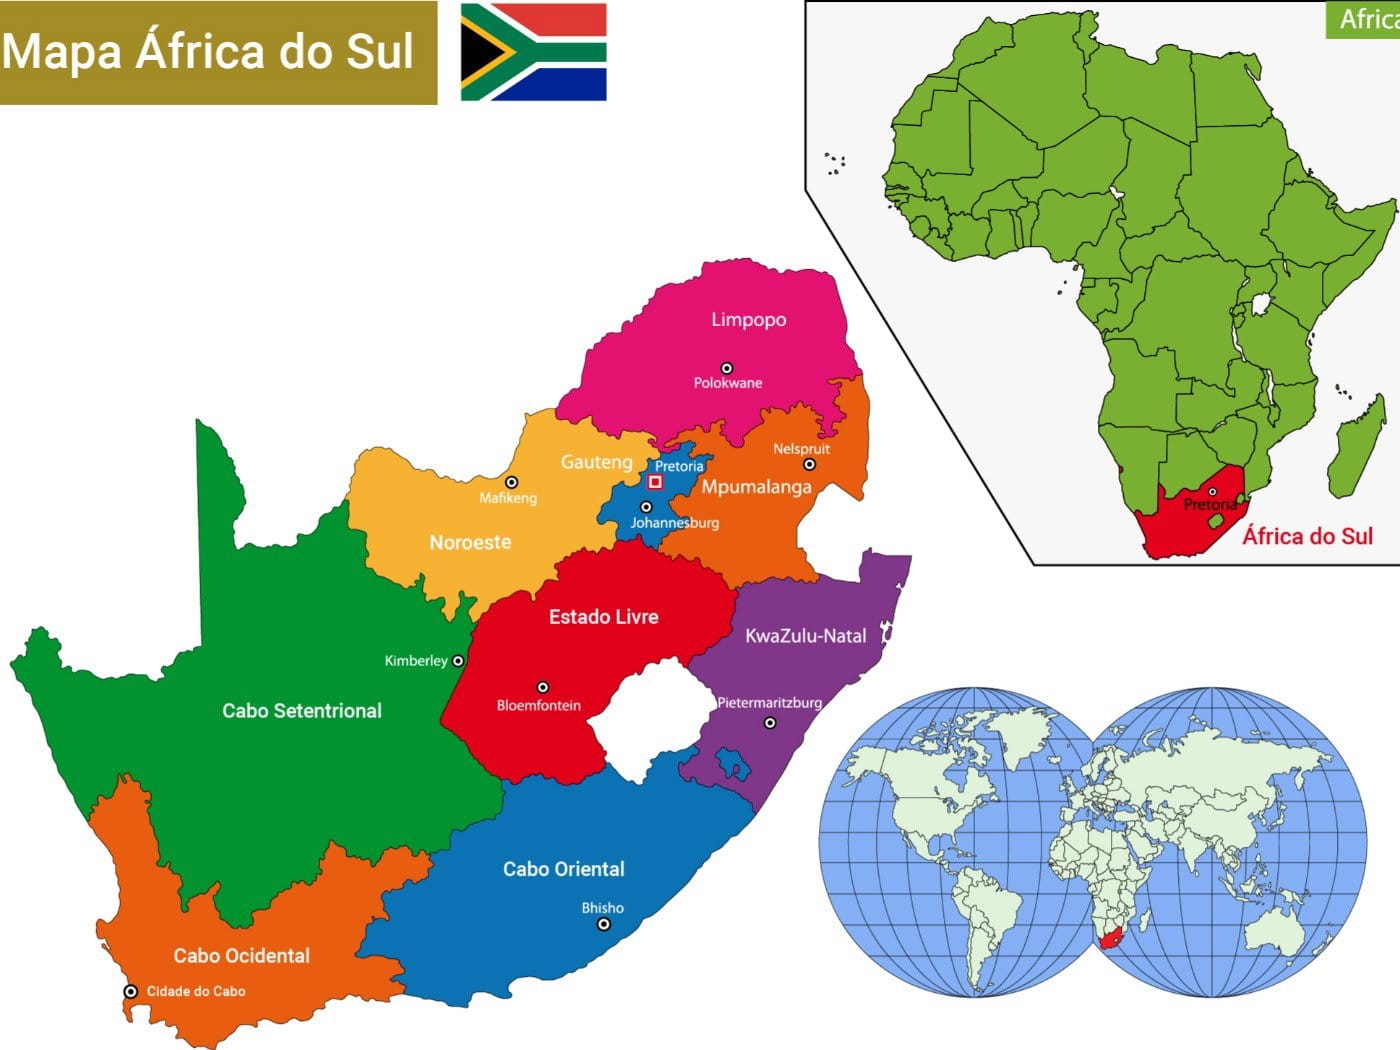 Mapa África do Sul
Africa
Limpopo
Polokwane
Nelspruit
Gauteng
Pretoria
Mafikeng
Mpumalanga
Johannesburg
Noroeste
Pretoria
África do Sul
Estado Livre
KwaZulu-Natal
Kimberley
Cabo Setentrional
Bloemfontein
Pietermaritzburg
Cabo Oriental
Bhisho
Cabo Ocidental
Cidade do Cabo